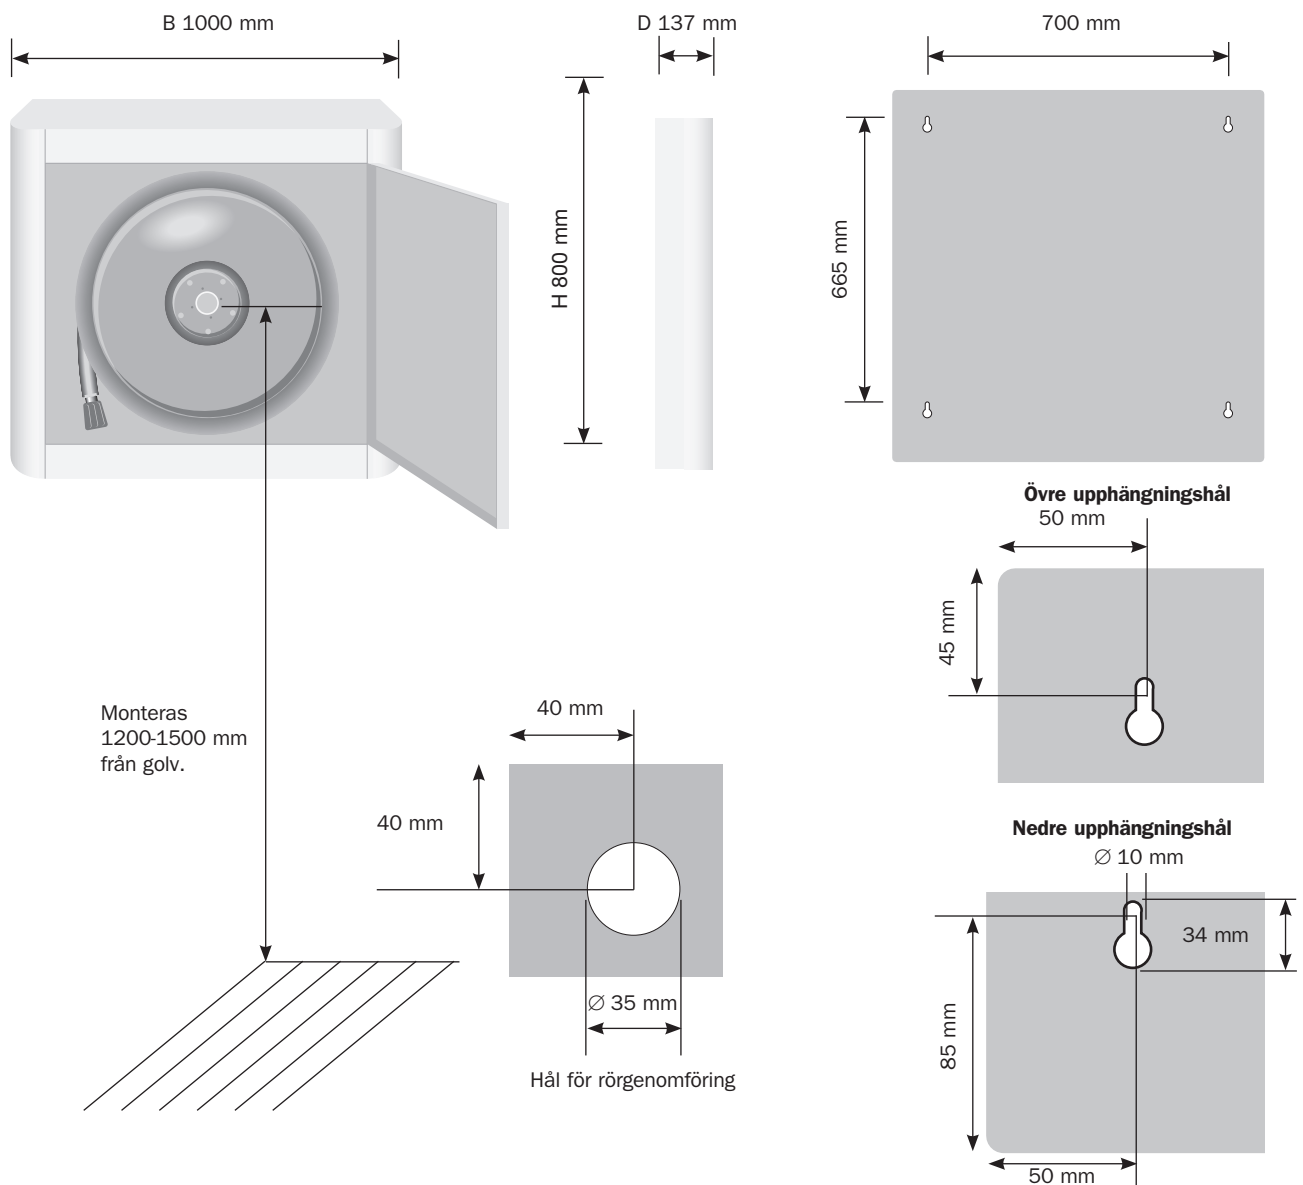 B 1000 mm
D 137 mm
700 mm
H 800 mm
665 mm
Övre upphängningshål
50 mm
45 mm
Monteras
1200-1500 mm
från golv.
40 mm
40 mm
Ø 35 mm
Hål för rörgenomföring
Nedre upphängningshål
Ø 10 mm
34 mm
85 mm
50 mm